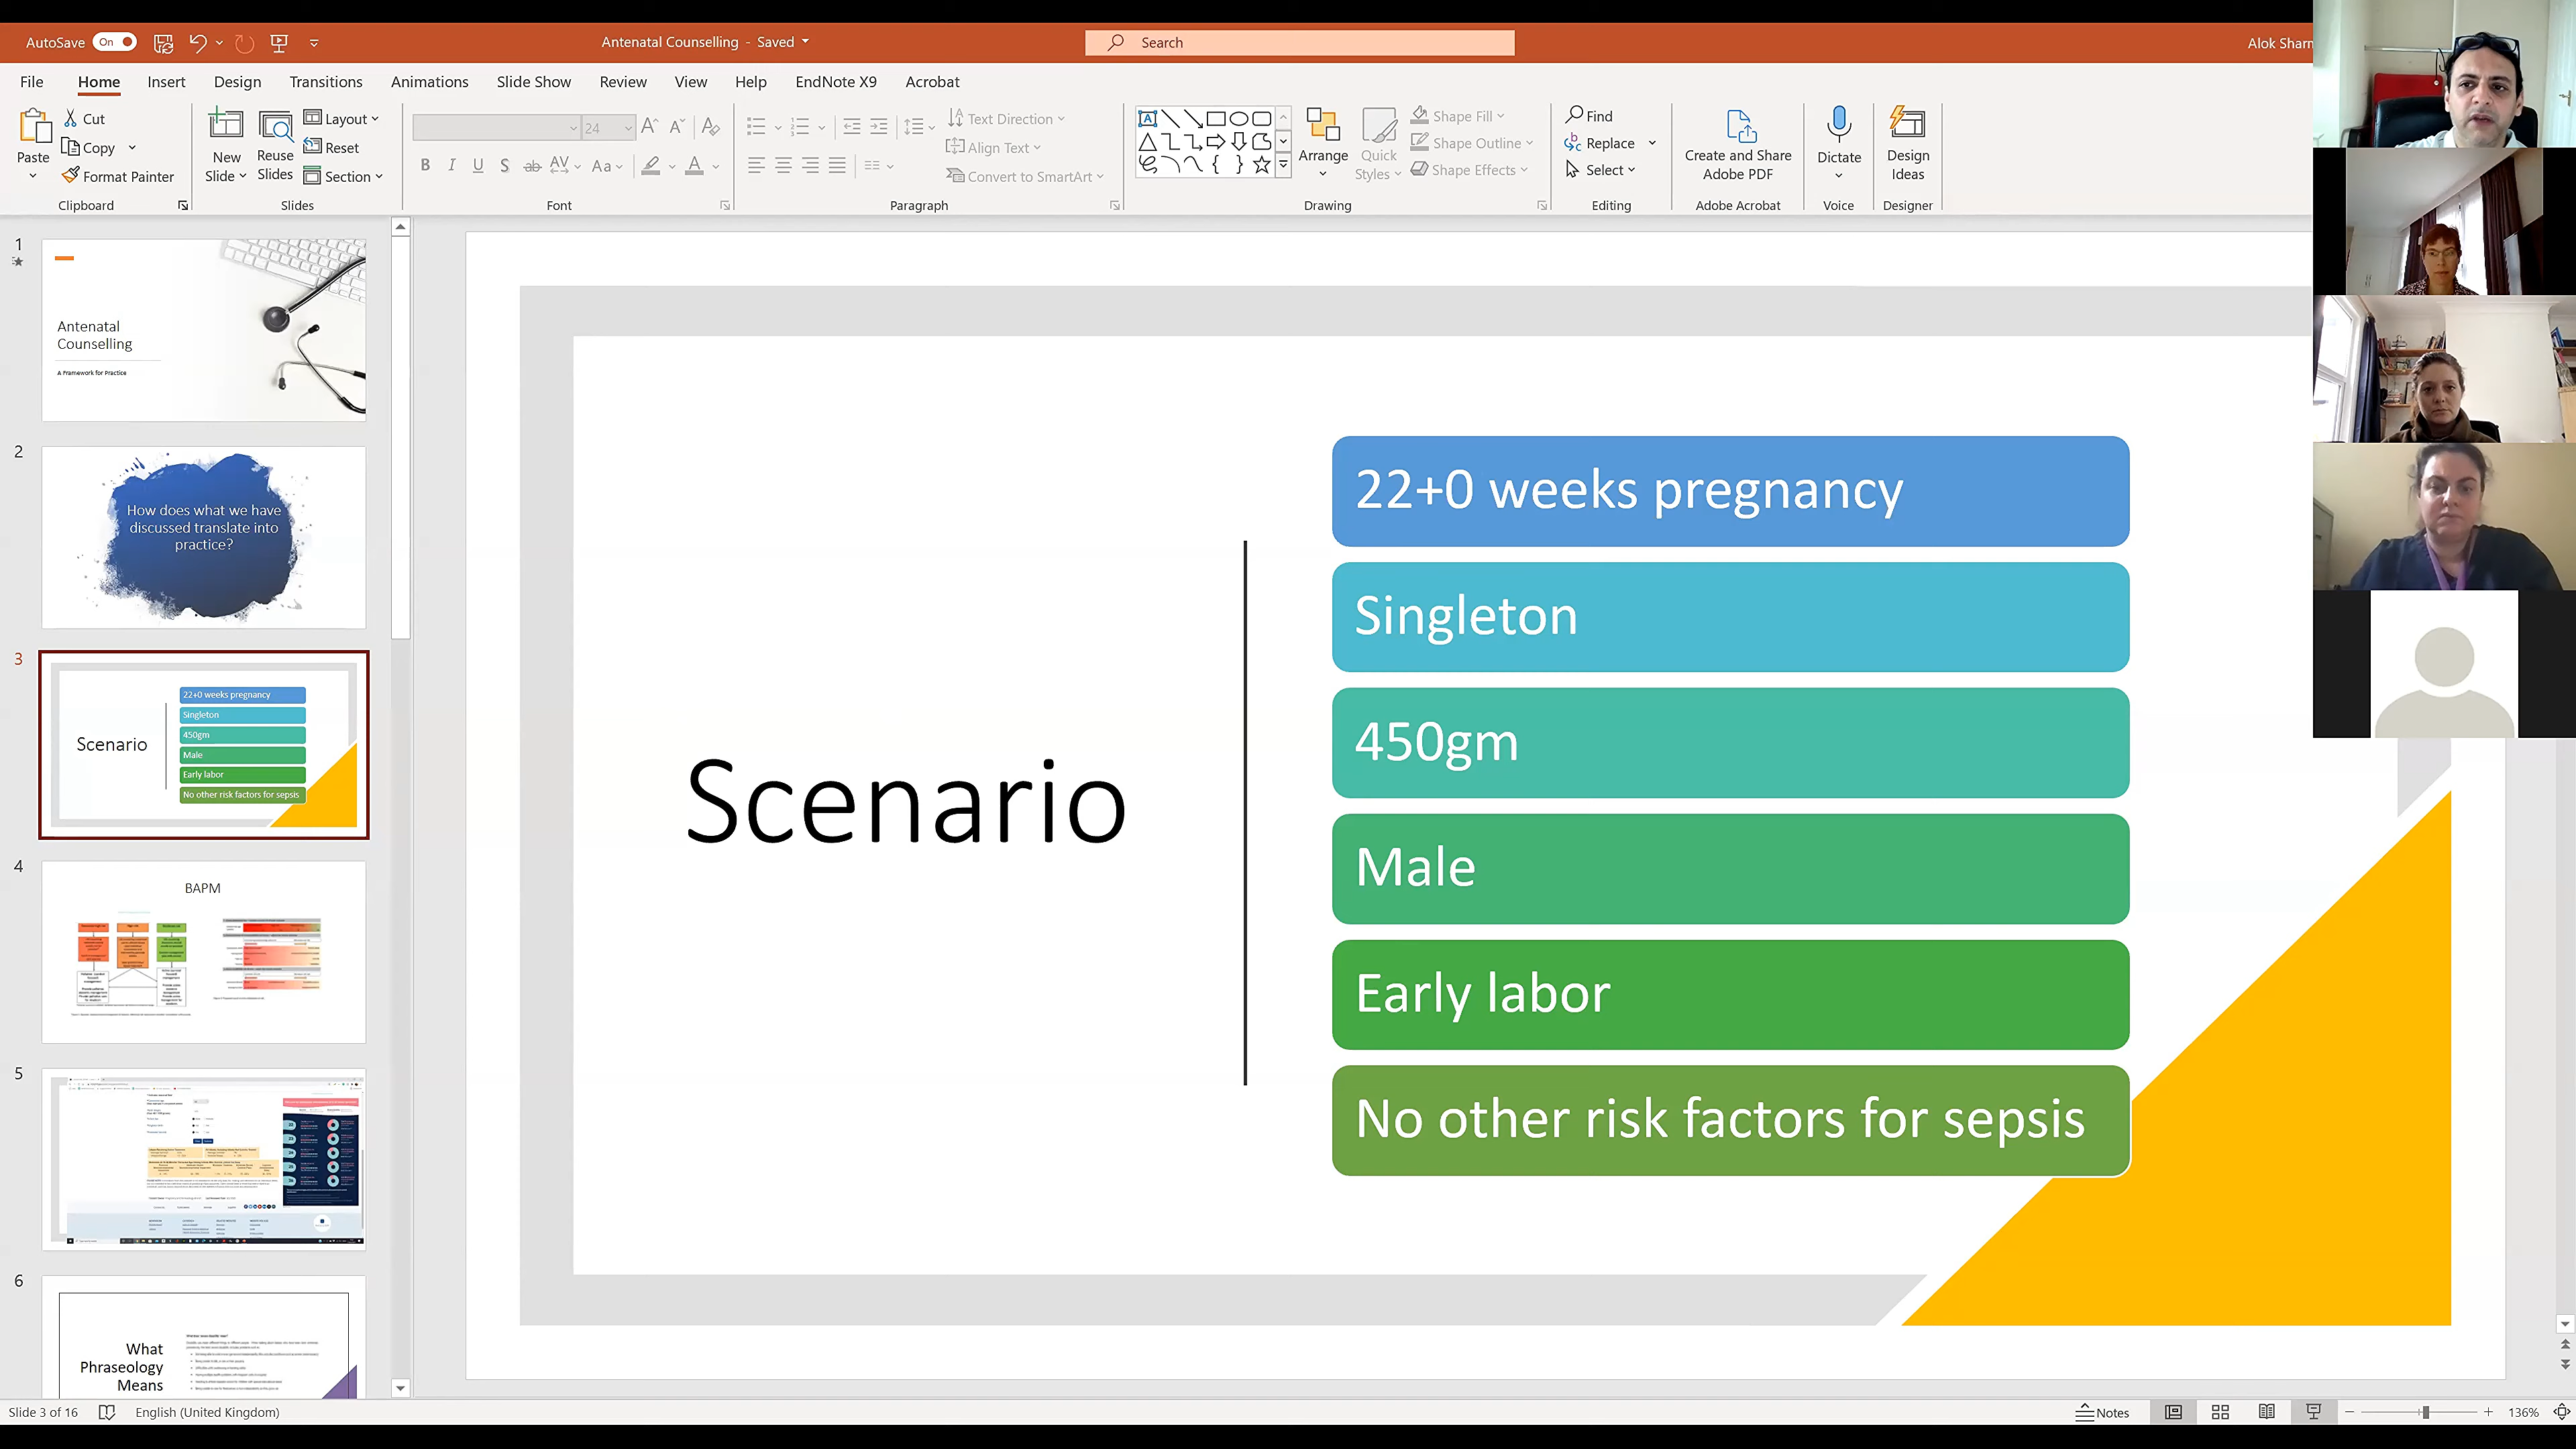 AutoSave On
Antenatal Counselling - Saved
Search
Alok Sharm
File Home Insert Design Transitions Animations Slide Show Review View Help EndNote X9 Acrobat
Paste
Cut
Copy
Format Painter
Clipboard
New Slide
Reuse Slides
Layout
Reset
Section
Slides
24
Font
Text Direction
Align Text
Convert to SmartArt
Paragraph
Arrange
Quick Styles
Shape Fill
Shape Outline
Shape Effects
Drawing
Find
Replace
Select
Editing
Create and Share Adobe PDF
Adobe Acrobat
Dictate
Voice
Design Ideas
Designer
1
Antenatal
Counselling
A Framework for Practice
2
How does what we have
discussed translate into
practice?
3
Scenario
22+0 weeks pregnancy
Singleton
450gm
Male
Early labor
No other risk factors for sepsis
4
BAPM
5
6
What
Phraseology
Means
Scenario
22+0 weeks pregnancy
Singleton
450gm
Male
Early labor
No other risk factors for sepsis
Slide 3 of 16
English (United Kingdom)
Notes
136%